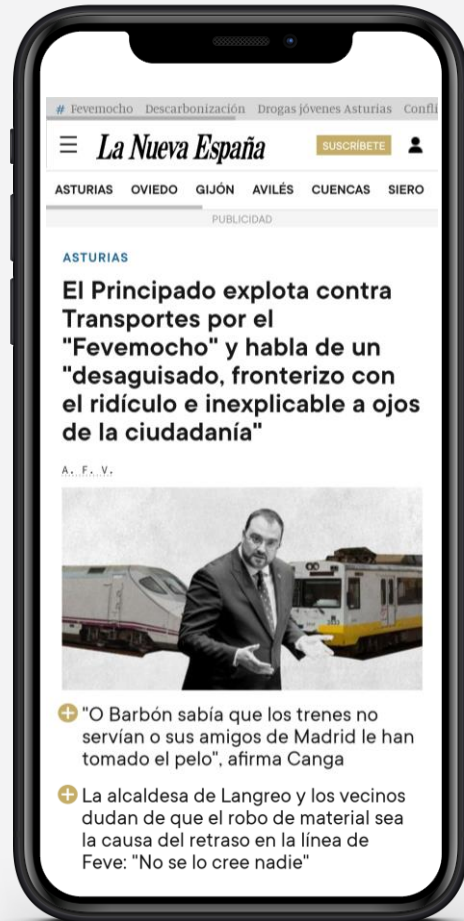 # Fevemocho Descarbonización Drogas jóvenes Asturias Confli
La Nueva España
SUSCRÍBETE
ASTURIAS OVIEDO GIJÓN AVILÉS CUENCAS SIERO
PUBLICIDAD
ASTURIAS
El Principado explota contra
Transportes por el
"Fevemocho" y habla de un
"desaguisado, fronterizo con
el ridículo e inexplicable a ojos
de la ciudadanía"
A. F. V.
"O Barbón sabía que los trenes no
servían o sus amigos de Madrid le han
tomado el pelo", afirma Canga
La alcaldesa de Langreo y los vecinos
dudan de que el robo de material sea
la causa del retraso en la línea de
Feve: "No se lo cree nadie"